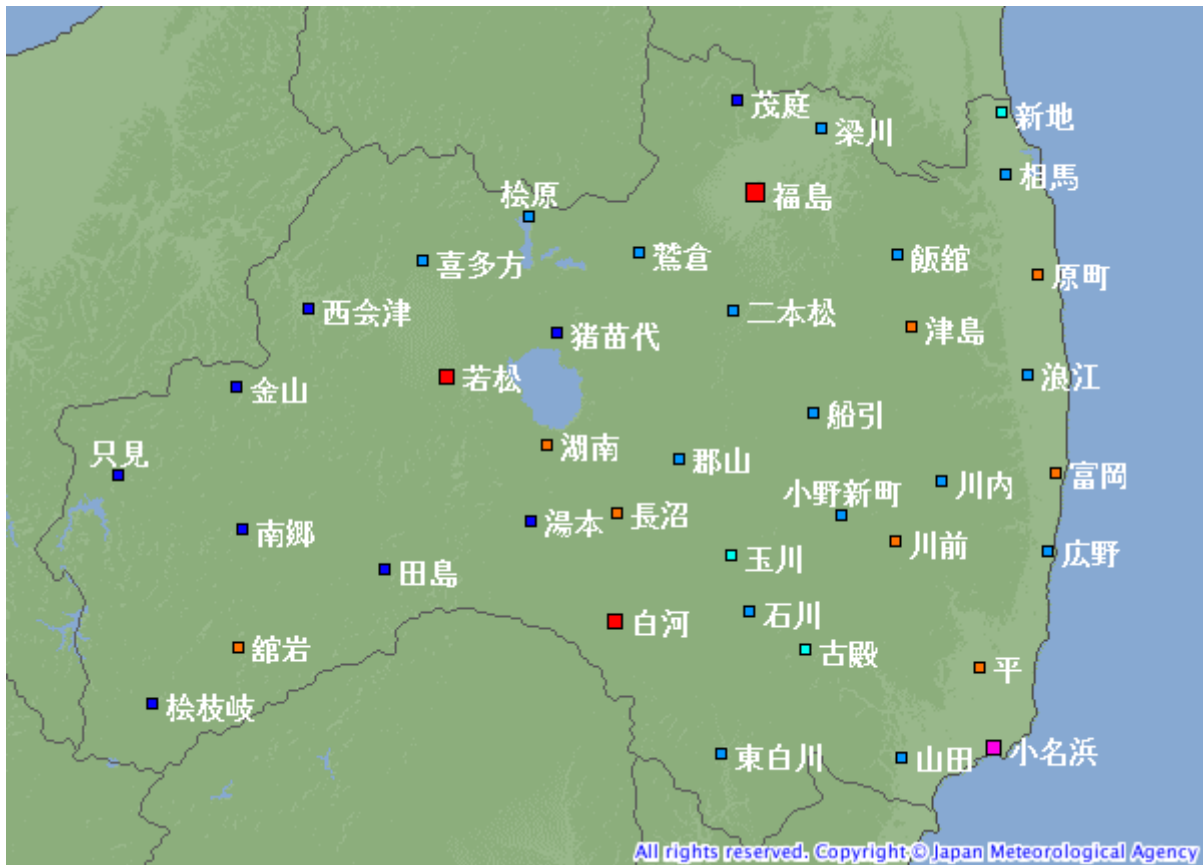 茂庭
新地
梁川
相馬
福島
桧原
鷲倉
飯舘
喜多方
原町
西会津
二本松
津島
猪苗代
若松
浪江
金山
船引
湖南
只見
郡山
富岡
川内
小野新町
長沼
湯本
南郷
川前
広野
玉川
田島
石川
白河
舘岩
古殿
平
桧枝岐
小名浜
東白川
山田
All rights reserved. Copyright © Japan Meteorological Agency